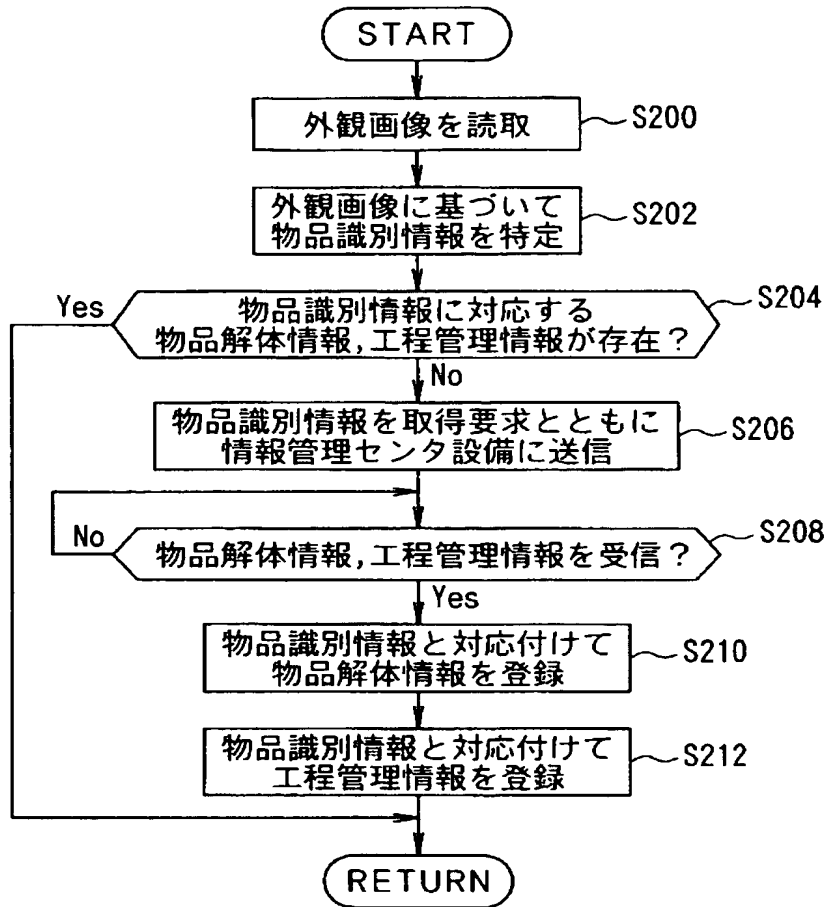 START
外観画像を読取
S200
外観画像に基づいて
物品識別情報を特定
S202
物品識別情報に対応する
物品解体情報,工程管理情報が存在?
S204
Yes
No
物品識別情報を取得要求とともに
情報管理センタ設備に送信
S206
No
物品解体情報,工程管理情報を受信?
S208
Yes
物品識別情報と対応付けて
物品解体情報を登録
S210
物品識別情報と対応付けて
工程管理情報を登録
S212
RETURN